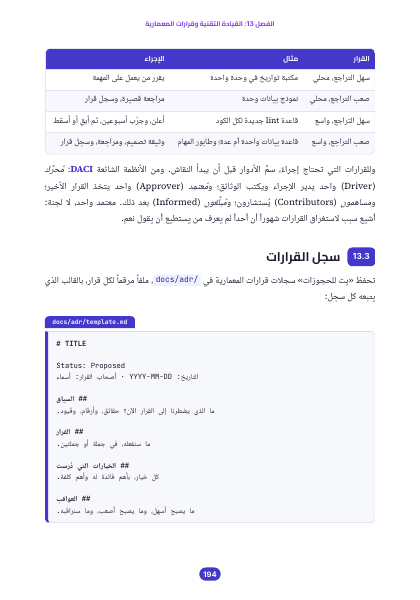 الفصل 13: القيادة التقنية وقرارات المعمارية
القرار مثال الإجراء
سهل التراجع، محلي مكتبة تواريخ في وحدة واحدة يقرر من يعمل على المهمة
صعب التراجع، محلي نموذج بيانات وحدة مراجعة قصيرة، وسجل قرار
سهل التراجع، واسع قاعدة lint جديدة لكل الكود أعلن، وجرّب أسبوعين، ثم أبقِ أو أسقط
صعب التراجع، واسع قاعدة بيانات واحدة أم عدة؛ وطابور المهام وثيقة تصميم، ومراجعة، وسجل قرار
وللقرارات التي تحتاج إجراءً، سمِّ الأدوار قبل أن يبدأ النقاش. ومن الأنظمة الشائعة DACI: مُحرِّك
(Driver) واحد يدير الإجراء ويكتب الوثائق؛ ومُعتمِد (Approver) واحد يتخذ القرار الأخير؛
ومساهمون (Contributors) يُستشارون؛ ومُبلَّغون (Informed) بعد ذلك. معتمد واحد، لا لجنة:
أشيع سبب لاستغراق القرارات شهوراً أن أحداً لم يعرف من يستطيع أن يقول نعم.
13.3 سجل القرارات
تحفظ «بِت للحجوزات» سجلات قرارات المعمارية في docs/adr/، ملفاً مرقماً لكل قرار، بالقالب الذي
يتبعه كل سجل:
docs/adr/template.md
# TITLE
Status: Proposed
التاريخ: YYYY-MM-DD · أصحاب القرار: أسماء
## السياق
ما الذي يضطرنا إلى القرار الآن؟ حقائق، وأرقام، وقيود.
## القرار
ما سنفعله، في جملة أو جملتين.
## الخيارات التي دُرست
كل خيار، بأهم فائدة له وأهم كلفة.
## العواقب
ما يصبح أسهل، وما يصبح أصعب، وما سنراقبه.
194